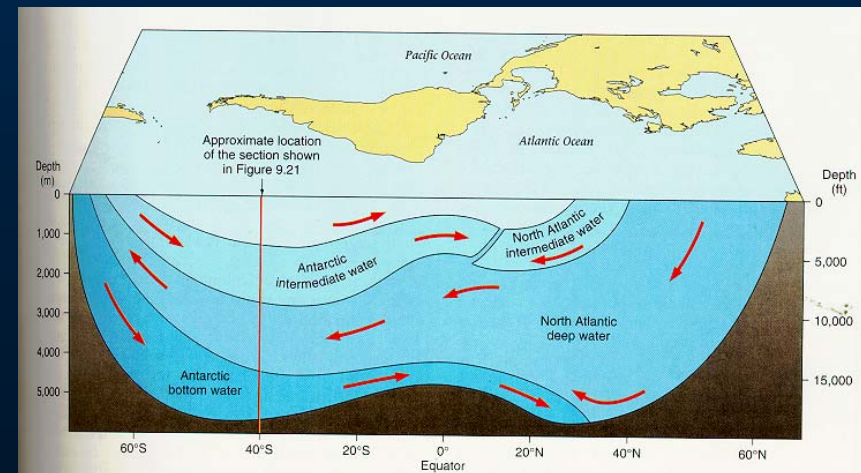 Pacific Ocean
Atlantic Ocean
Approximate location
of the section shown
in Figure 9.21
Depth
(m)
Depth
(ft)
0
1,000
2,000
3,000
4,000
5,000
0
5,000
10,000
15,000
North Atlantic
intermediate water
Antarctic
intermediate water
North Atlantic
deep water
Antarctic
bottom water
60°S
40°S
20°S
0°
20°N
40°N
60°N
Equator